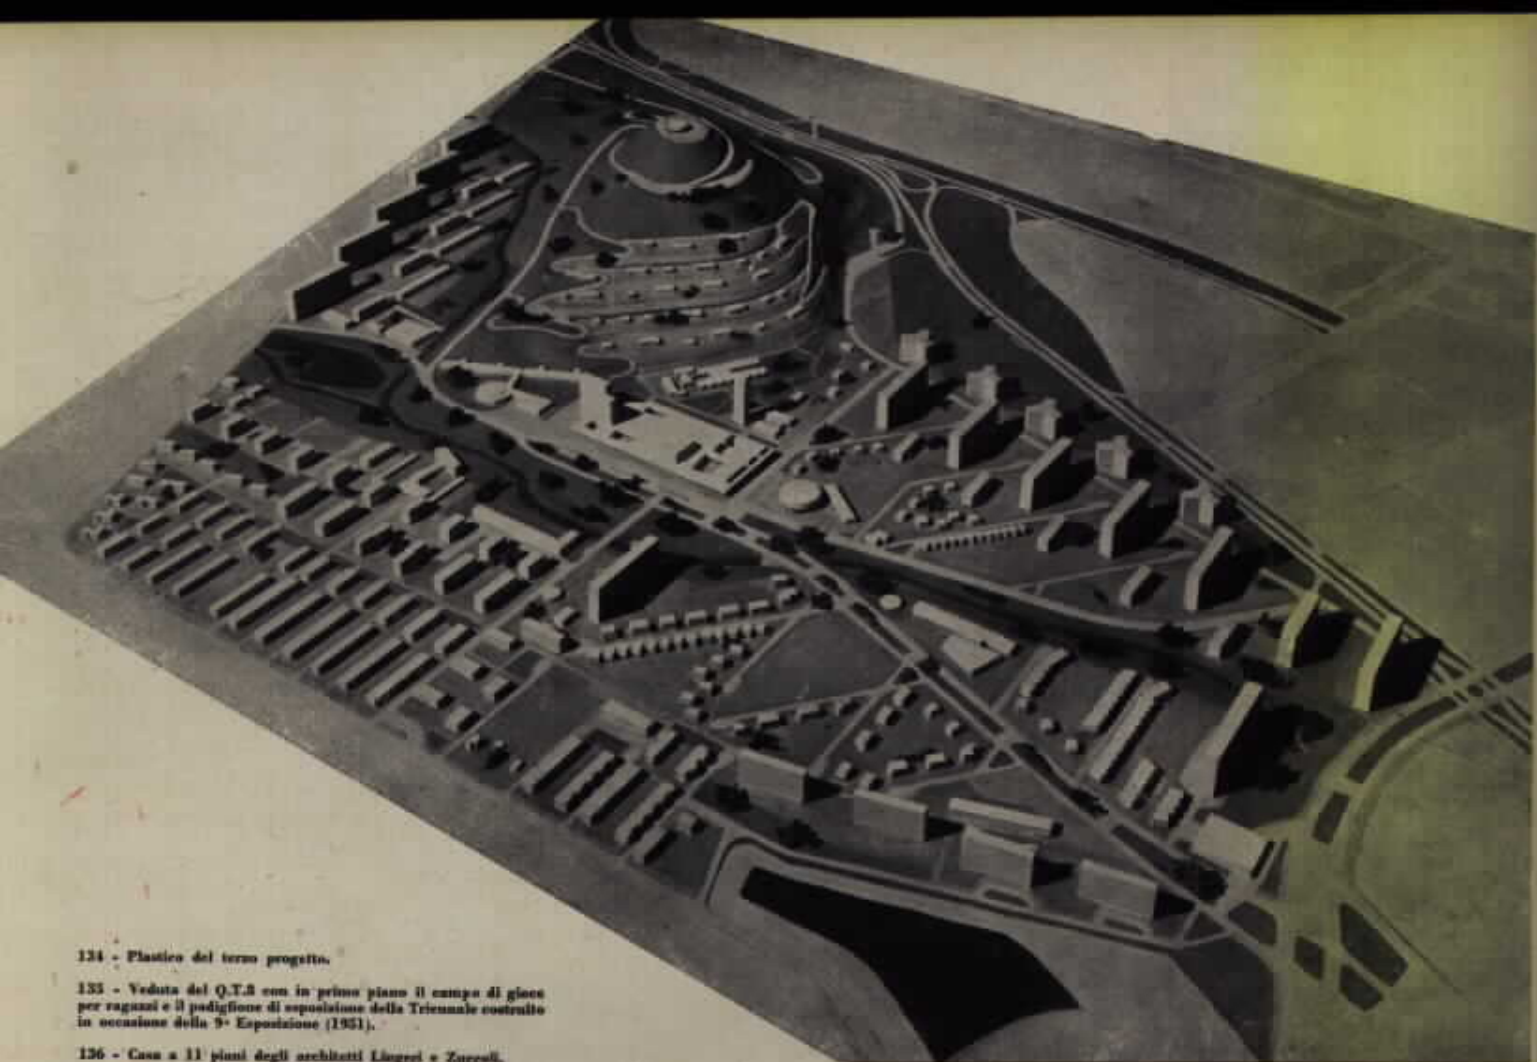 134 - Plastico del terzo progetto.
135 - Veduta del Q.T.8 con in primo piano il campo di gioco
per ragazzi e il padiglione di esposizione della Triennale costruito
in occasione della 9ª Esposizione (1951).
136 - Casa a 11 piani degli architetti Lingeri e Zuccoli.